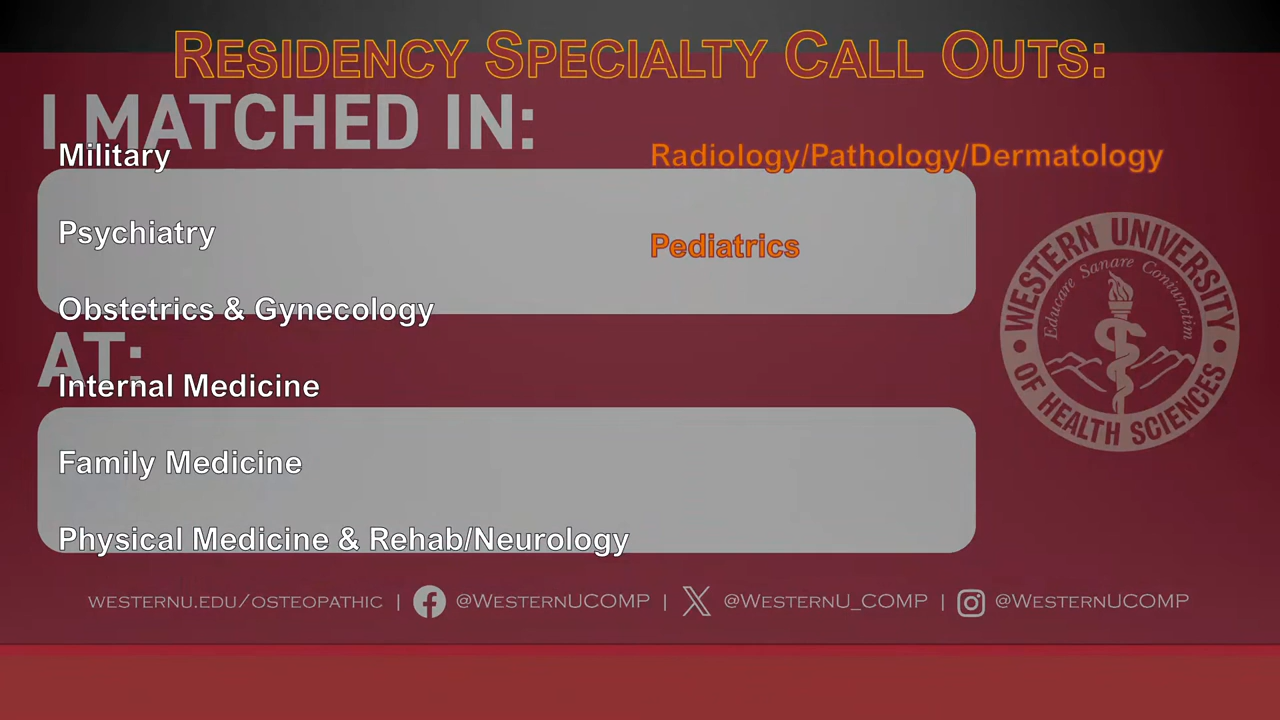 RESIDENCY SPECIALTY CALL OUTS:
I MATCHED IN:
Military
Psychiatry
Obstetrics & Gynecology
AT:
Internal Medicine
Family Medicine
Physical Medicine & Rehab/Neurology
Radiology/Pathology/Dermatology
Pediatrics
WESTERN UNIVERSITY
OF HEALTH SCIENCES
Educare Sanare Coniunctim
WESTERNU.EDU/OSTEOPATHIC | @WESTERNUCOMP | @WESTERNU_COMP | @WESTERNUCOMP